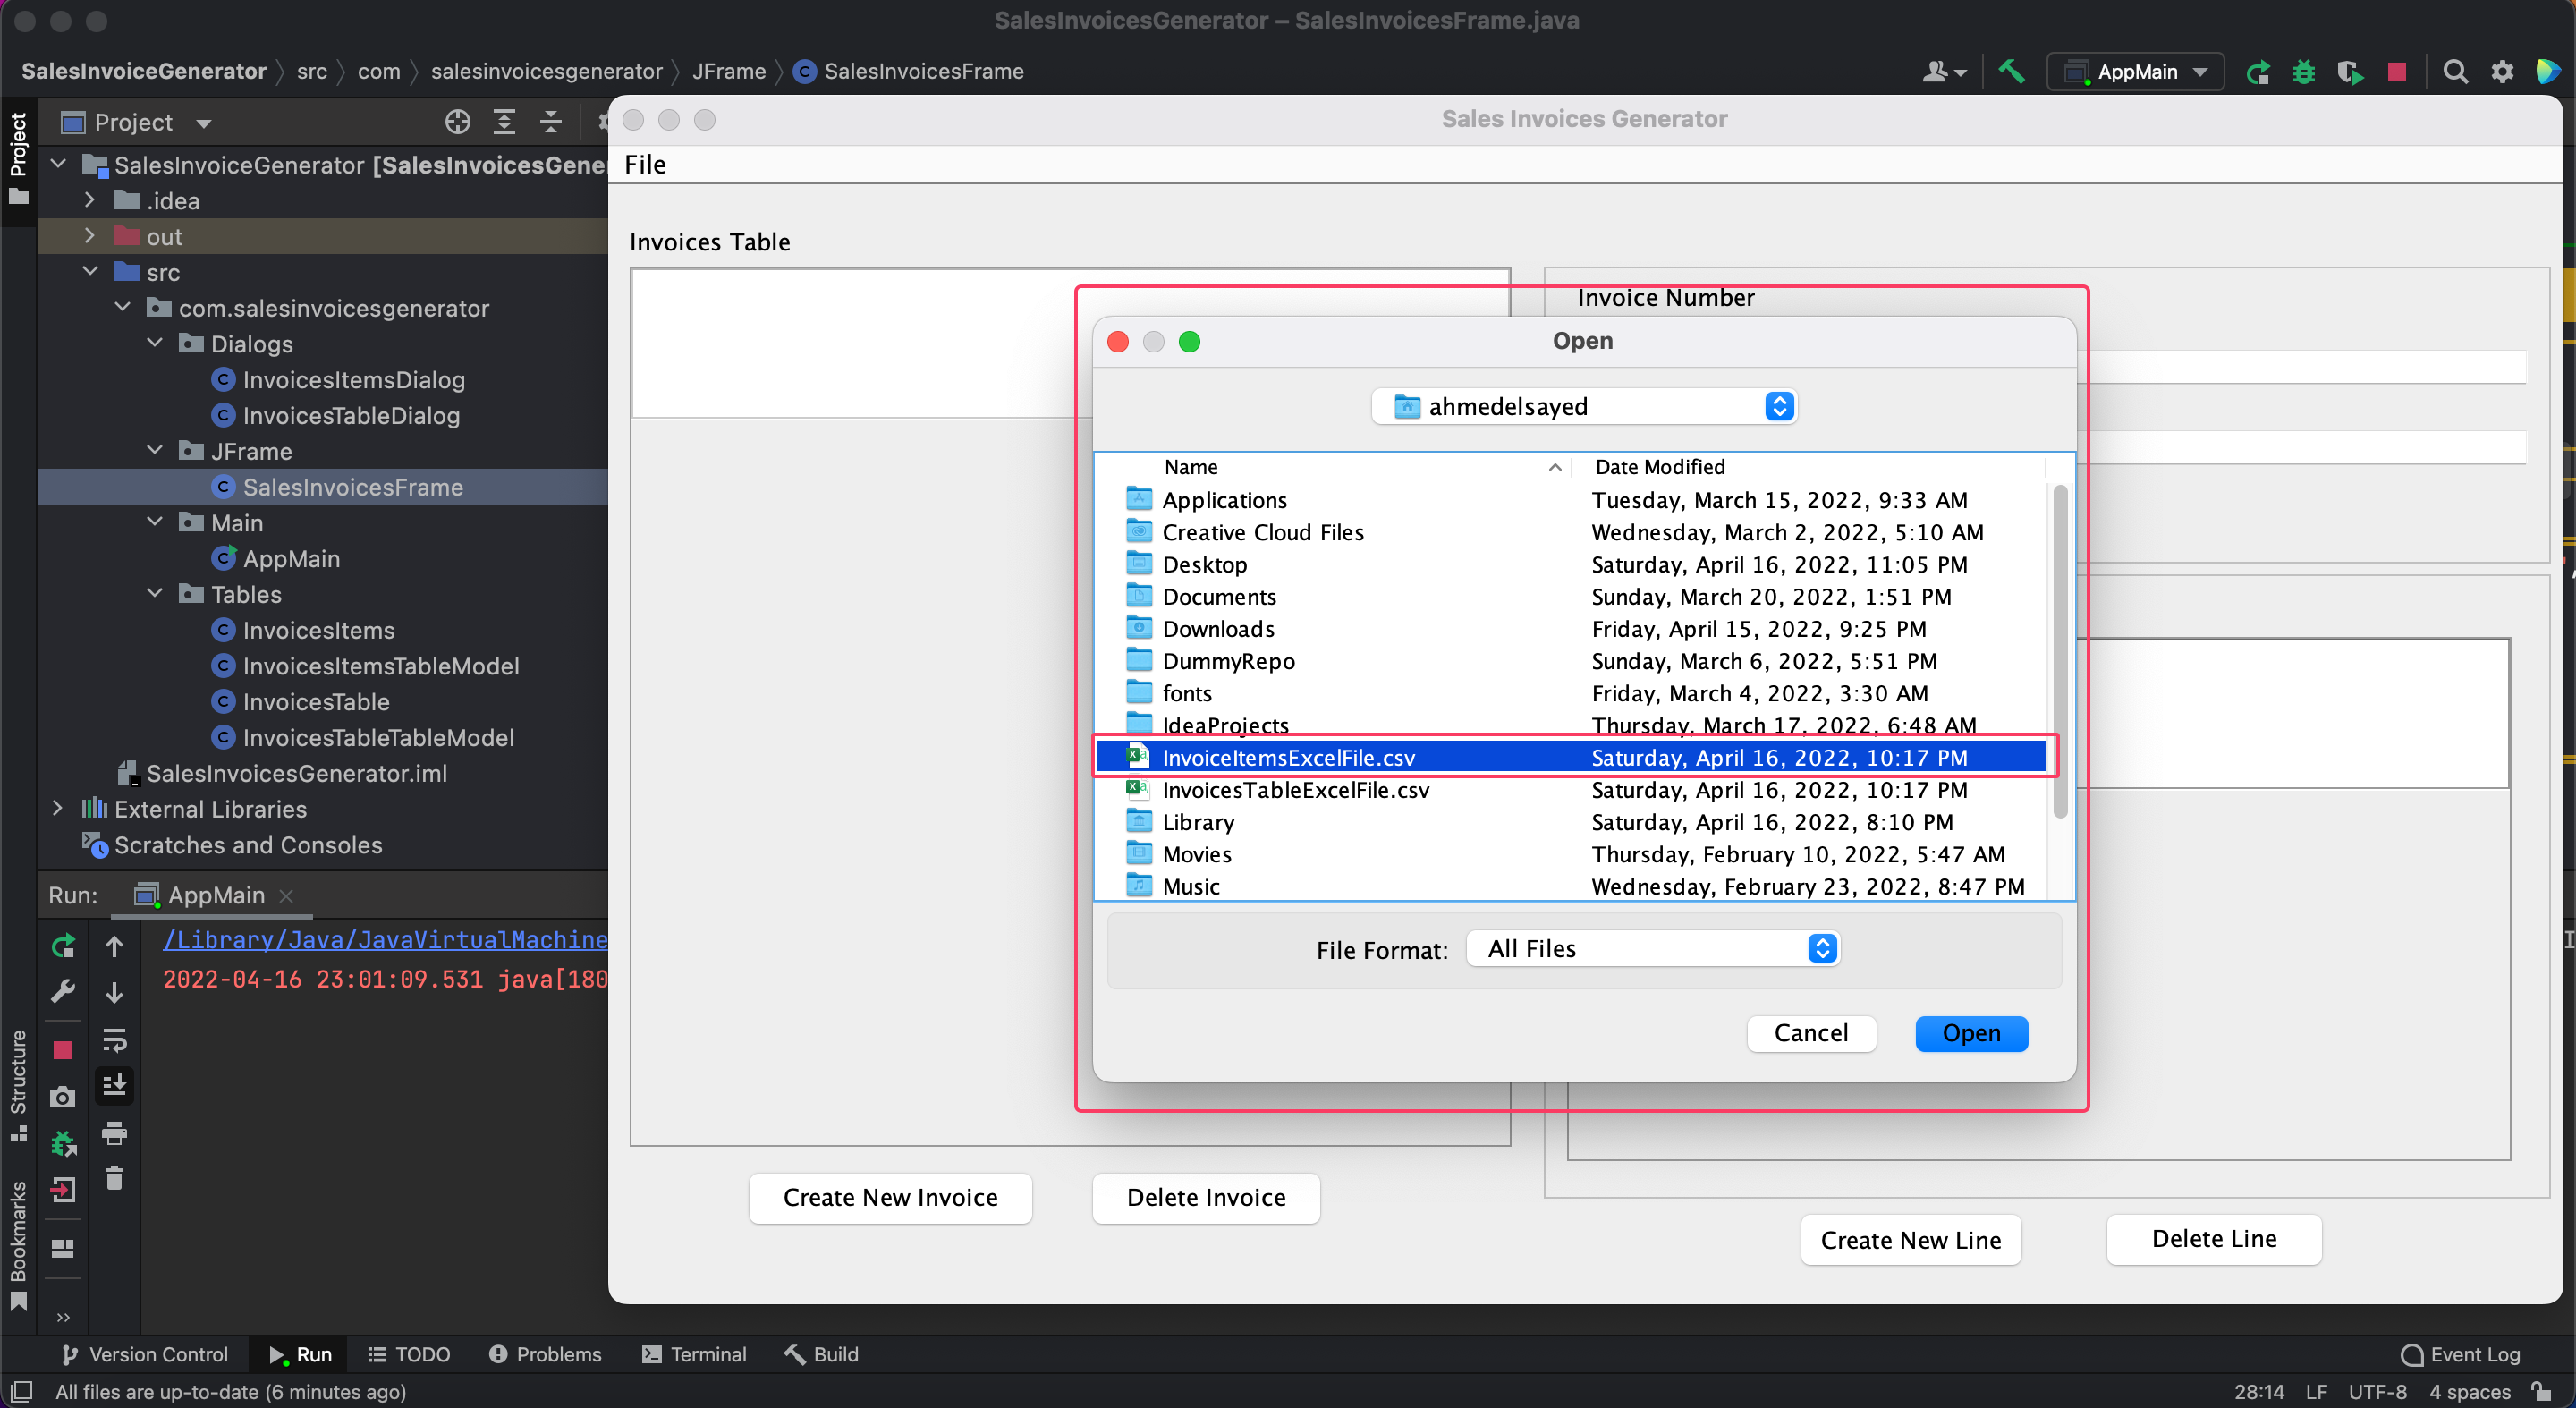 SalesInvoicesGenerator – SalesInvoicesFrame.java
SalesInvoiceGenerator src com salesinvoicesgenerator JFrame SalesInvoicesFrame
AppMain
Project
Project
SalesInvoiceGenerator [SalesInvoicesGene
.idea
out
src
com.salesinvoicesgenerator
Dialogs
InvoicesItemsDialog
InvoicesTableDialog
JFrame
SalesInvoicesFrame
Main
AppMain
Tables
InvoicesItems
InvoicesItemsTableModel
InvoicesTable
InvoicesTableTableModel
SalesInvoicesGenerator.iml
External Libraries
Scratches and Consoles
Run: AppMain
/Library/Java/JavaVirtualMachine
2022-04-16 23:01:09.531 java[180
Structure
Bookmarks
Sales Invoices Generator
File
Invoices Table
Invoice Number
Open
ahmedelsayed
Name Date Modified
Applications Tuesday, March 15, 2022, 9:33 AM
Creative Cloud Files Wednesday, March 2, 2022, 5:10 AM
Desktop Saturday, April 16, 2022, 11:05 PM
Documents Sunday, March 20, 2022, 1:51 PM
Downloads Friday, April 15, 2022, 9:25 PM
DummyRepo Sunday, March 6, 2022, 5:51 PM
fonts Friday, March 4, 2022, 3:30 AM
IdeaProjects Thursday, March 17, 2022, 6:48 AM
InvoiceItemsExcelFile.csv Saturday, April 16, 2022, 10:17 PM
InvoicesTableExcelFile.csv Saturday, April 16, 2022, 10:17 PM
Library Saturday, April 16, 2022, 8:10 PM
Movies Thursday, February 10, 2022, 5:47 AM
Music Wednesday, February 23, 2022, 8:47 PM
File Format: All Files
Cancel Open
Create New Invoice Delete Invoice
Create New Line Delete Line
Version Control Run TODO Problems Terminal Build Event Log
All files are up-to-date (6 minutes ago) 28:14 LF UTF-8 4 spaces